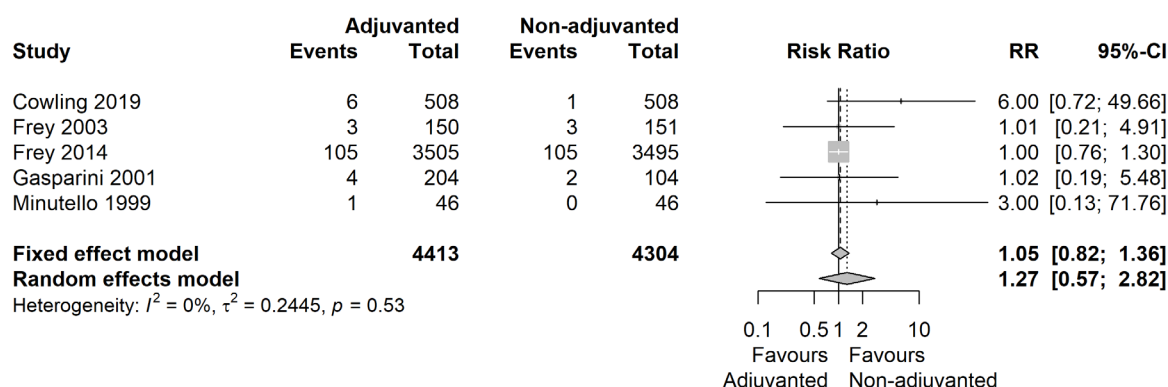 Adjuvanted Non-adjuvanted
Study Events Total Events Total Risk Ratio RR 95%-CI
Cowling 2019 6 508 1 508 6.00 [0.72; 49.66]
Frey 2003 3 150 3 151 1.01 [0.21; 4.91]
Frey 2014 105 3505 105 3495 1.00 [0.76; 1.30]
Gasparini 2001 4 204 2 104 1.02 [0.19; 5.48]
Minutello 1999 1 46 0 46 3.00 [0.13; 71.76]
Fixed effect model 4413 4304 1.05 [0.82; 1.36]
Random effects model 1.27 [0.57; 2.82]
Heterogeneity: I² = 0%, τ² = 0.2445, p = 0.53
0.1 0.5 1 2 10
Favours Favours
Adjuvanted Non-adjuvanted